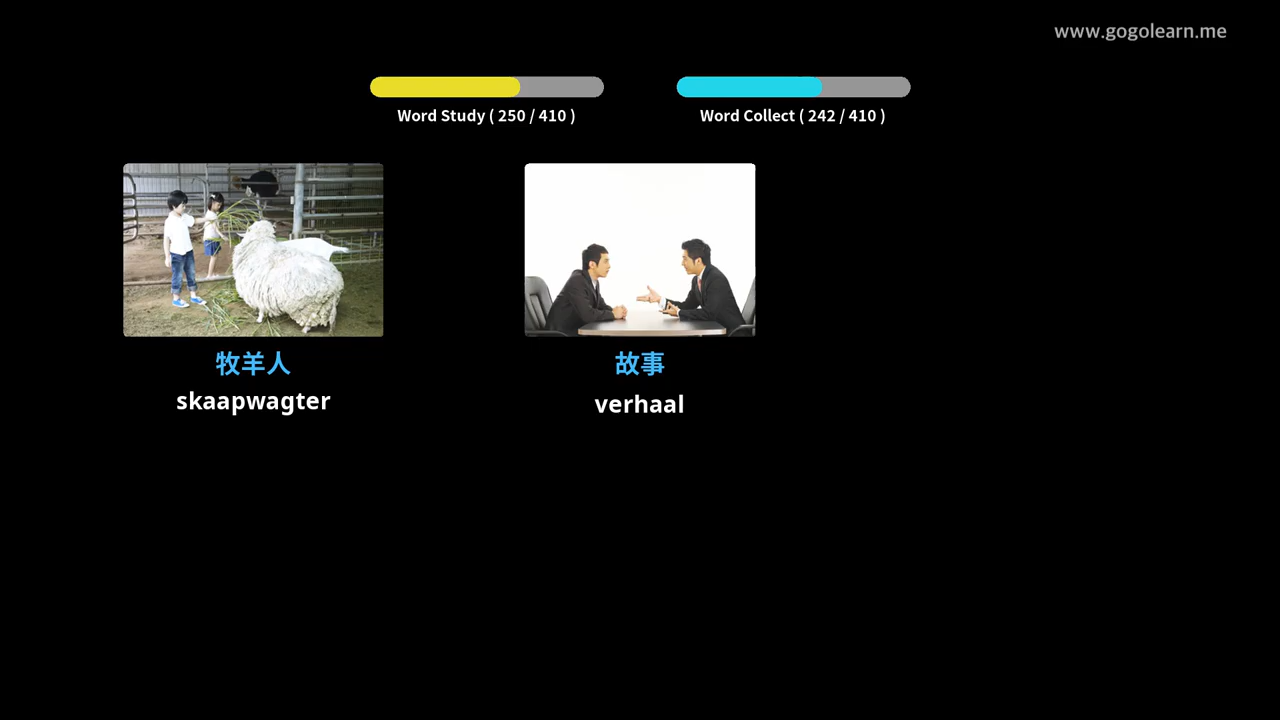 www.gogolearn.me
Word Study ( 250 / 410 )
Word Collect ( 242 / 410 )
牧羊人
skaapwagter
故事
verhaal